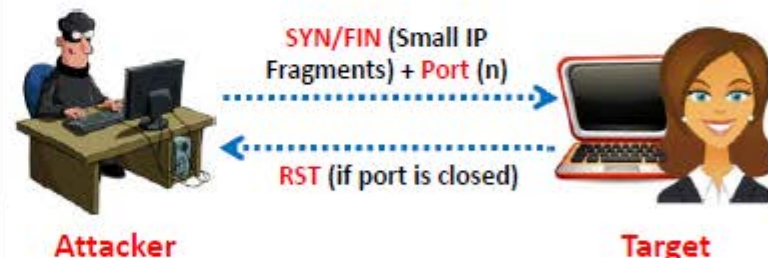 SYN/FIN (Small IP
Fragments) + Port (n)
RST (if port is closed)
Attacker
Target